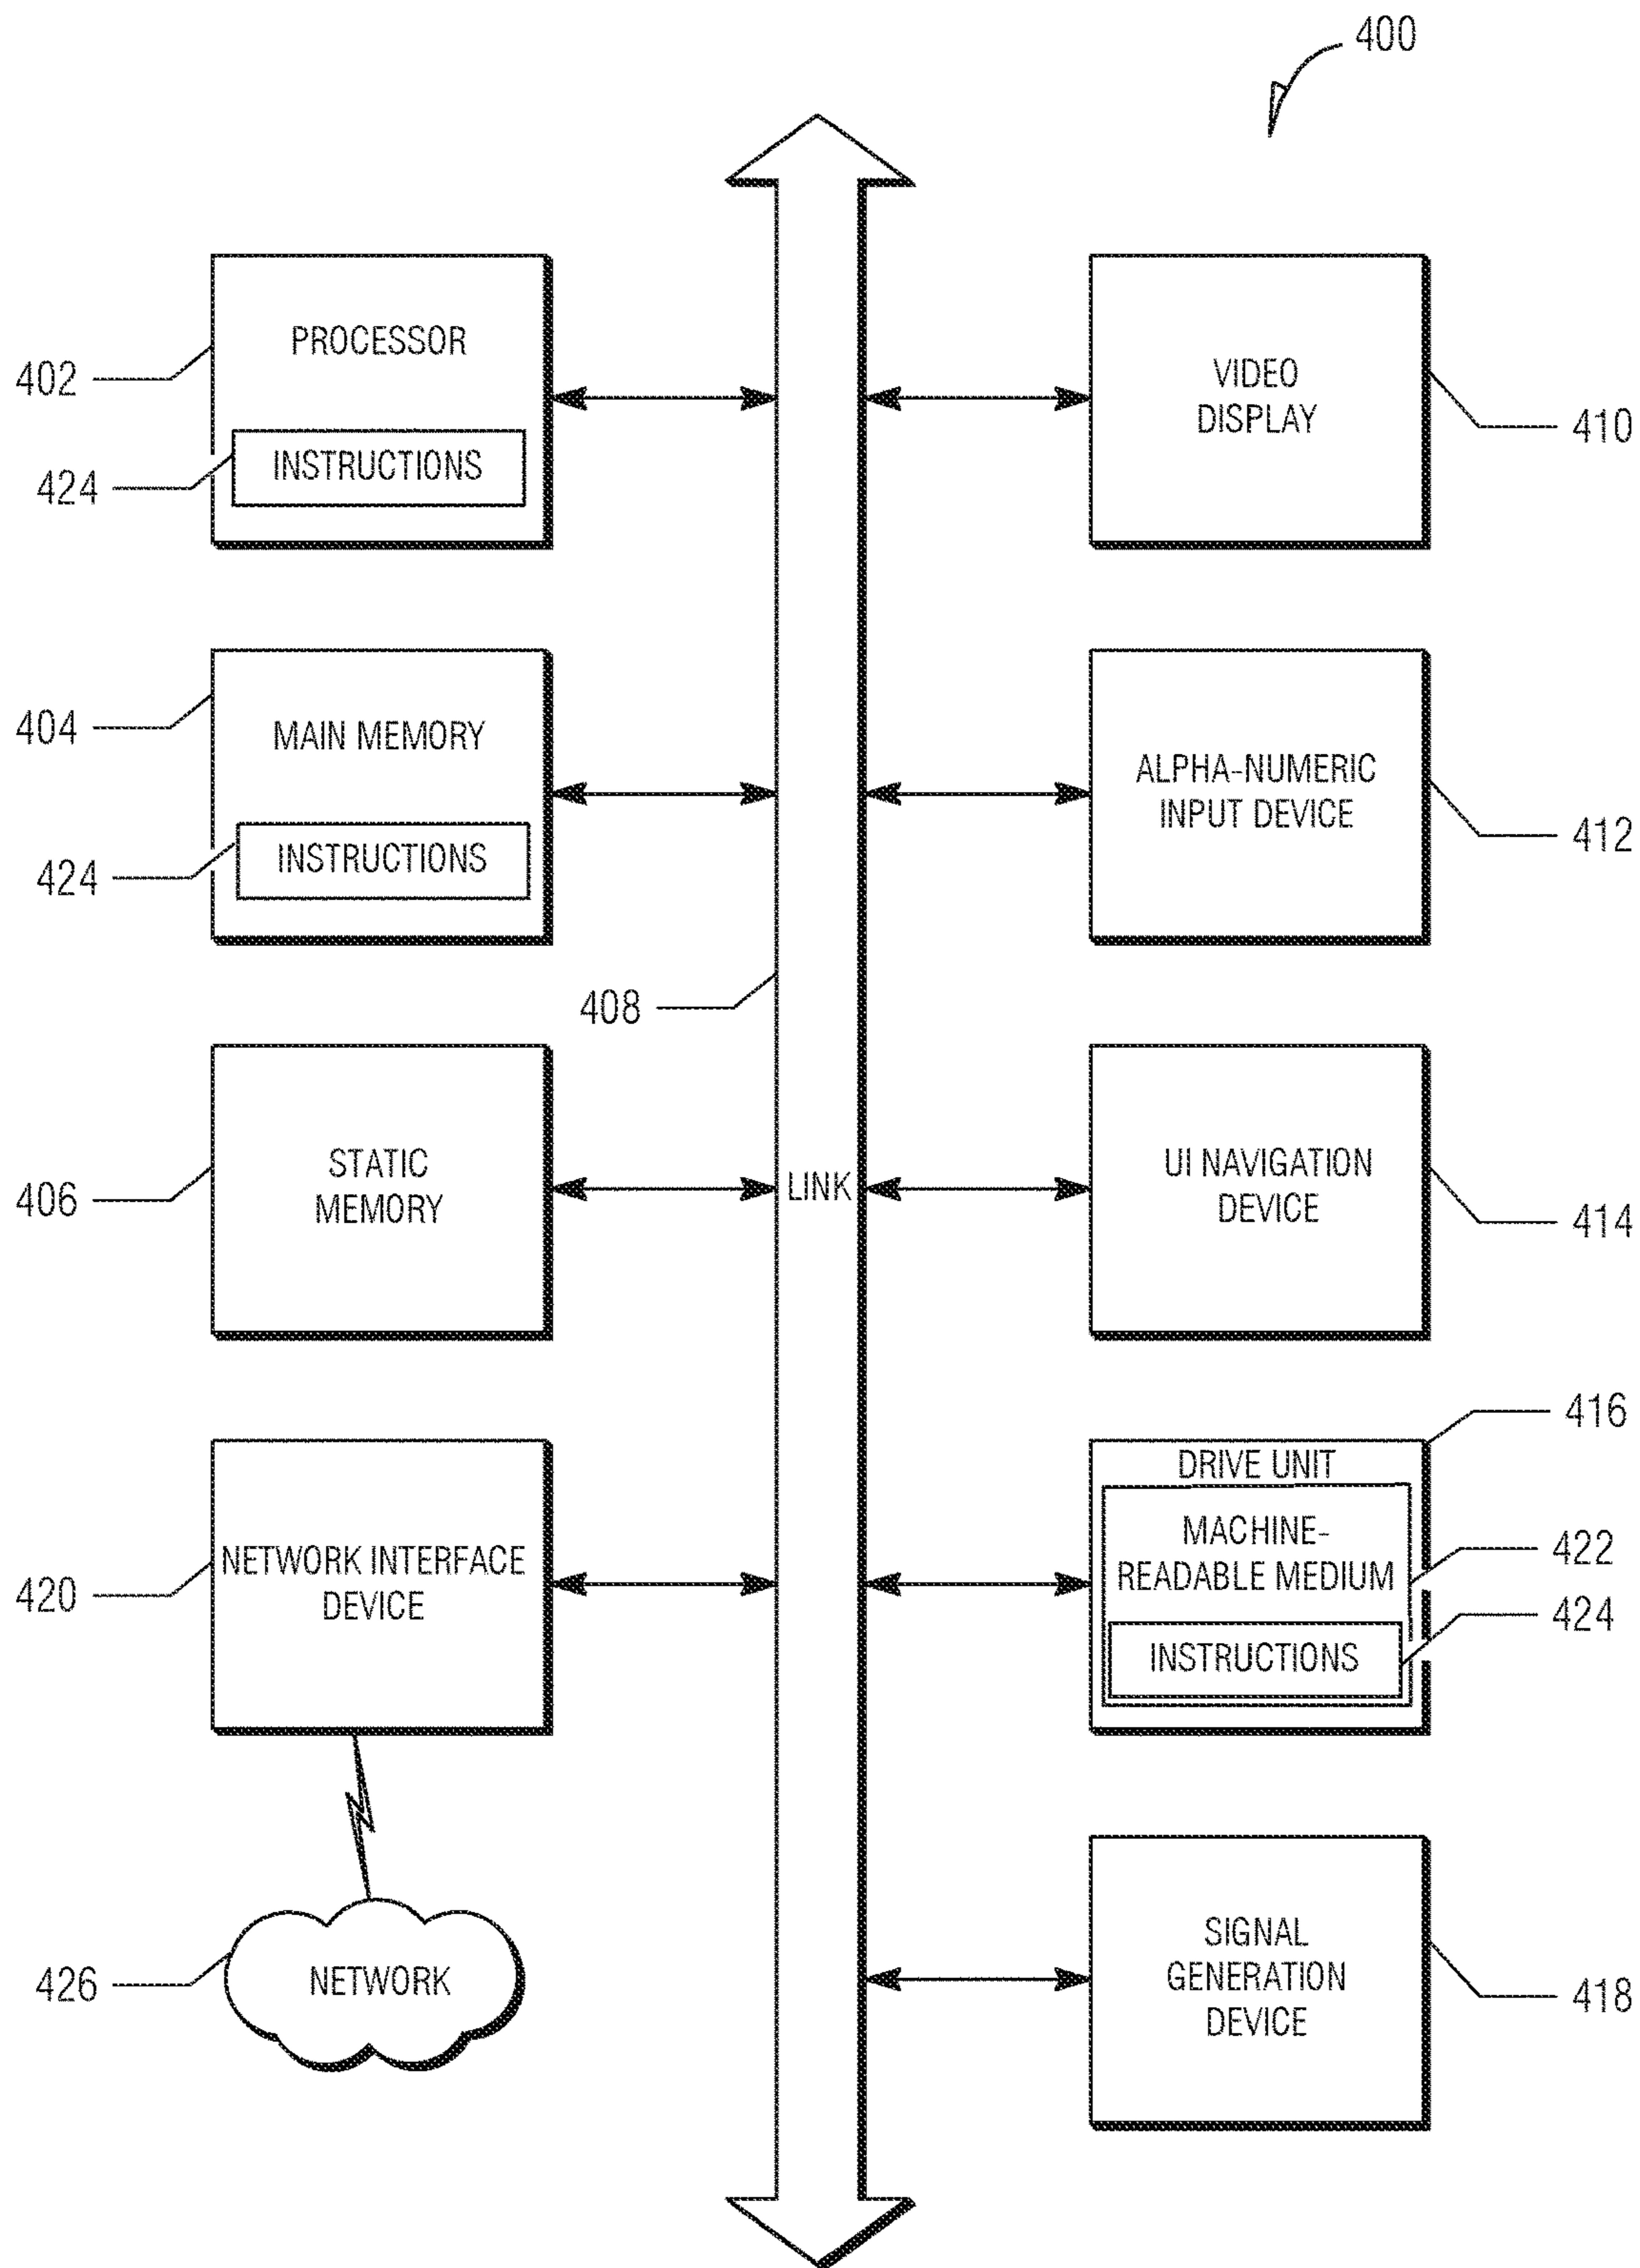 400
PROCESSOR
402
INSTRUCTIONS
424
VIDEO
DISPLAY
410
MAIN MEMORY
404
INSTRUCTIONS
424
ALPHA-NUMERIC
INPUT DEVICE
412
408
STATIC
MEMORY
406
LINK
UI NAVIGATION
DEVICE
414
NETWORK INTERFACE
DEVICE
420
416
DRIVE UNIT
MACHINE-
READABLE MEDIUM
422
424
INSTRUCTIONS
NETWORK
426
SIGNAL
GENERATION
DEVICE
418